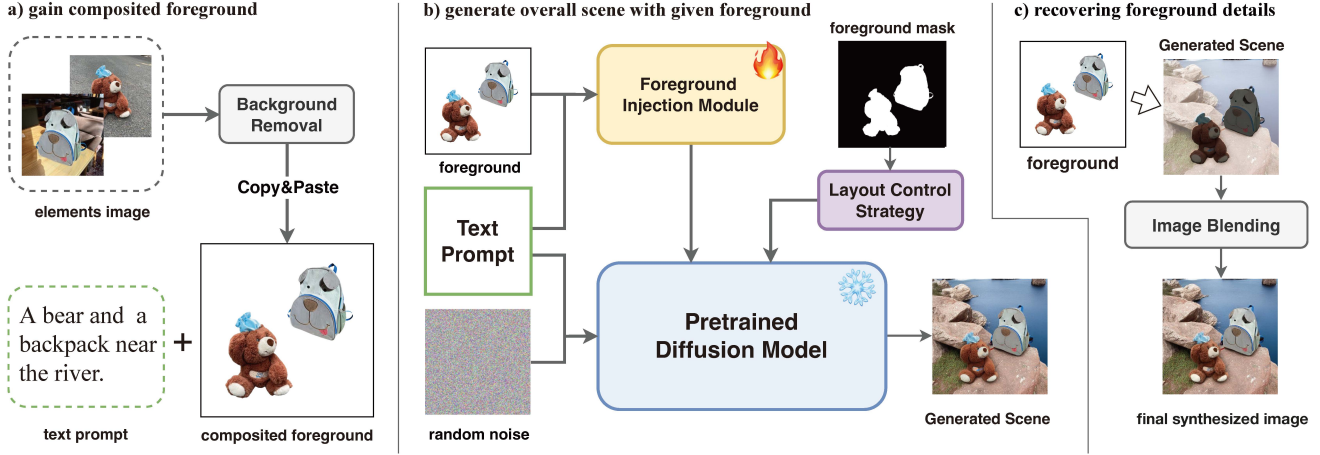 a) gain composited foreground
elements image
Background
Removal
Copy&Paste
A bear and a
backpack near
the river.
+
text prompt
composited foreground
b) generate overall scene with given foreground
foreground
Foreground
Injection Module
foreground mask
Layout Control
Strategy
Text
Prompt
random noise
Pretrained
Diffusion Model
Generated Scene
c) recovering foreground details
foreground
Generated Scene
Image Blending
final synthesized image